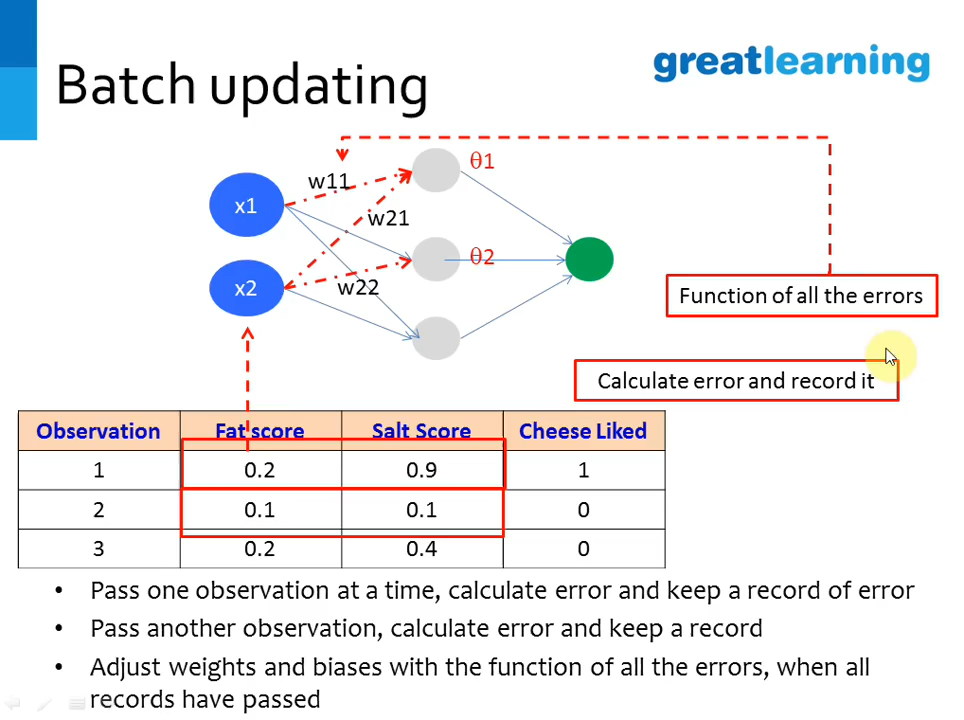 greatlearning
Batch updating
θ1
w11
x1
w21
θ2
x2
w22
Function of all the errors
Calculate error and record it
Observation Fat score Salt Score Cheese Liked
1 0.2 0.9 1
2 0.1 0.1 0
3 0.2 0.4 0
• Pass one observation at a time, calculate error and keep a record of error
• Pass another observation, calculate error and keep a record
• Adjust weights and biases with the function of all the errors, when all
records have passed